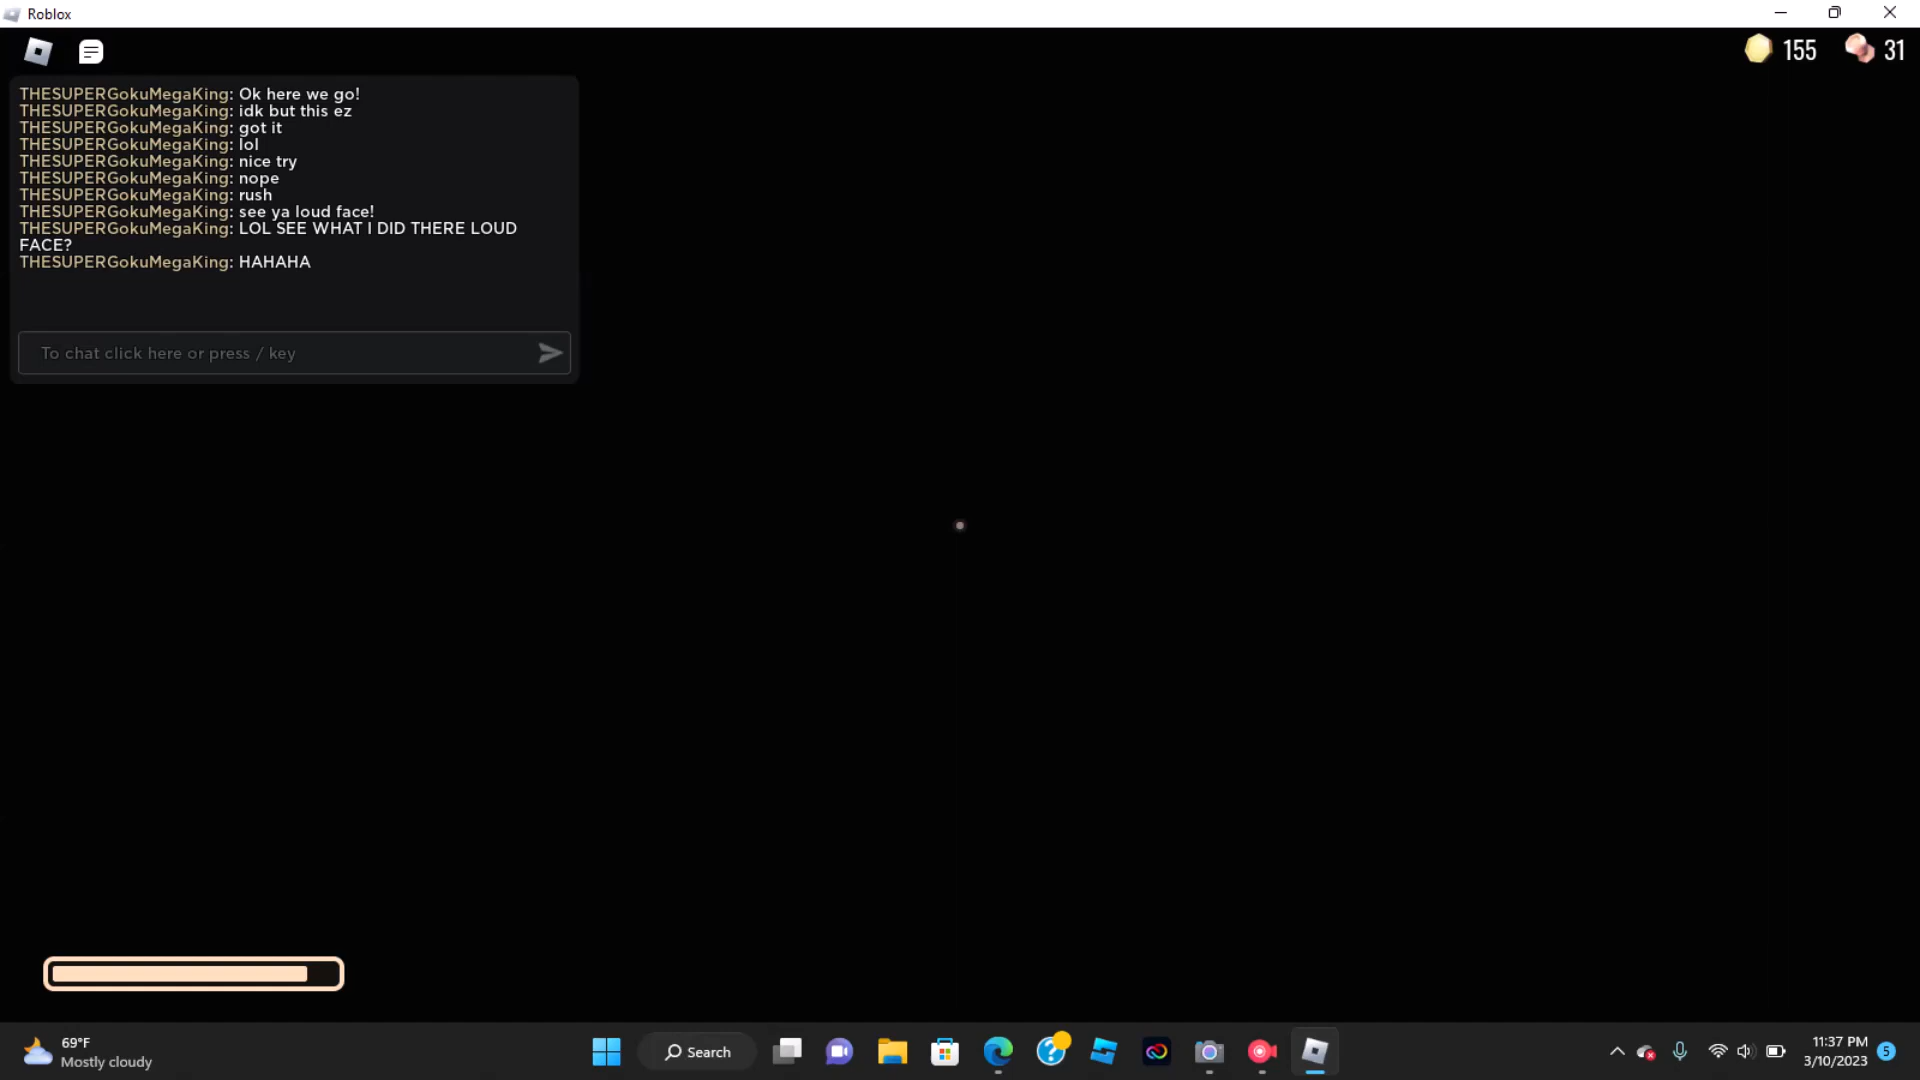 Roblox
155 31
THESUPERGokuMegaKing: Ok here we go!
THESUPERGokuMegaKing: idk but this ez
THESUPERGokuMegaKing: got it
THESUPERGokuMegaKing: lol
THESUPERGokuMegaKing: nice try
THESUPERGokuMegaKing: nope
THESUPERGokuMegaKing: rush
THESUPERGokuMegaKing: see ya loud face!
THESUPERGokuMegaKing: LOL SEE WHAT I DID THERE LOUD
FACE?
THESUPERGokuMegaKing: HAHAHA
To chat click here or press / key
69°F
Mostly cloudy
Search
11:37 PM
3/10/2023
5